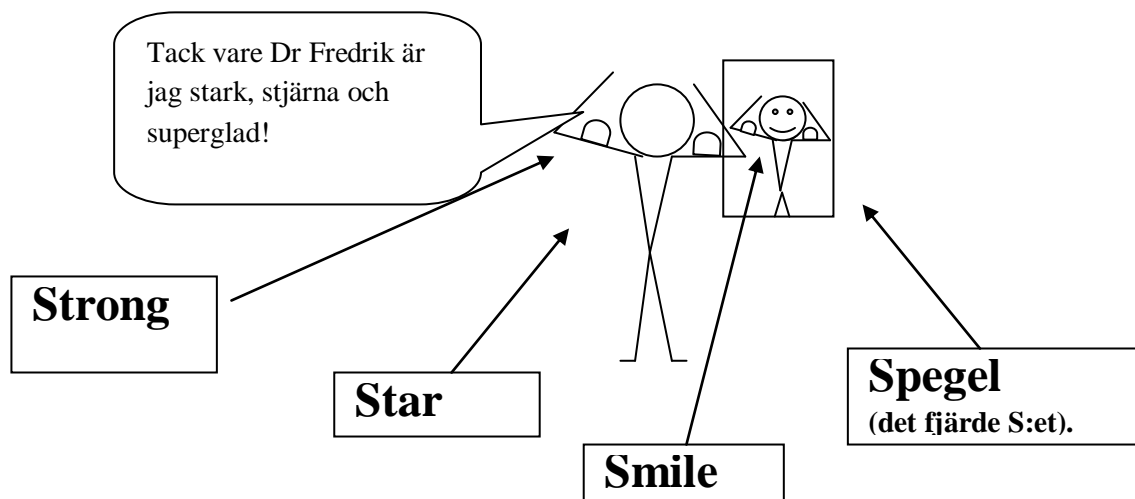 Tack vare Dr Fredrik är
jag stark, stjärna och
superglad!
Strong
Star
Smile
Spegel
(det fjärde S:et).